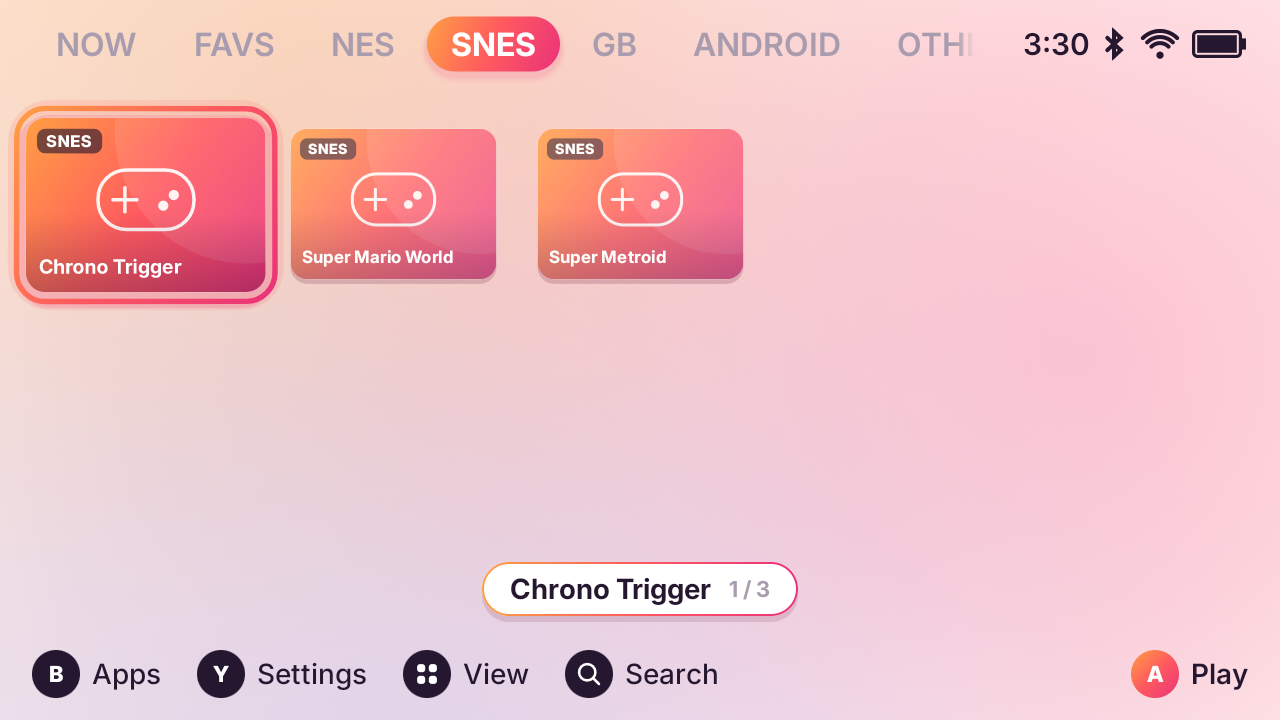 NOW FAVS NES SNES GB ANDROID OTH 3:30
SNES
Chrono Trigger
SNES
Super Mario World
SNES
Super Metroid
Chrono Trigger 1 / 3
B Apps Y Settings View Search A Play